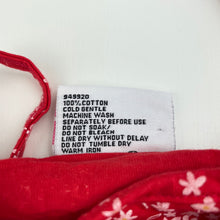 949920
100%COTTON
COLD GENTLE
MACHINE WASH
SEPARATELY BEFORE USE
DO NOT SOAK/
DO NOT BLEACH
LINE DRY WITHOUT DELAY
DO NOT TUMBLE DRY
WARM IRON